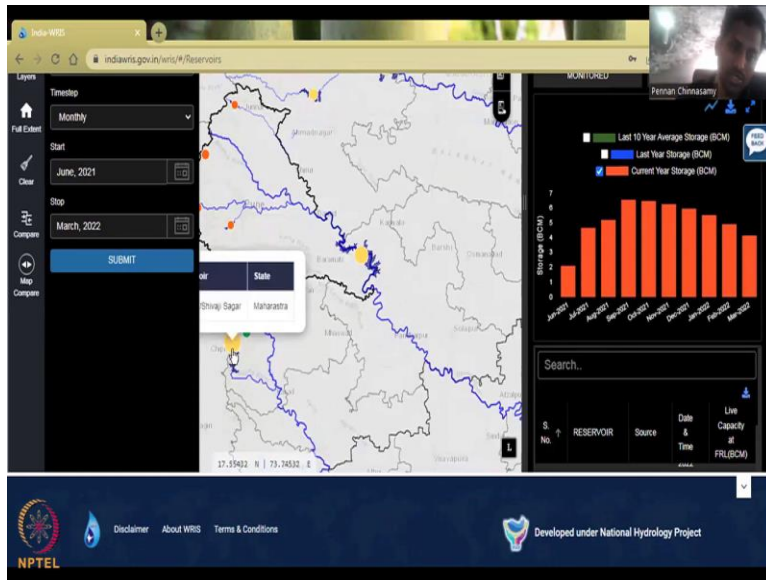 India-WRIS
indiawris.gov.in/wris/#/Reservoirs
Pennan Chinnasamy
Layers
Full Extent
Clear
Compare
Map
Compare
Timestep
Monthly
Start
June, 2021
Stop
March, 2022
SUBMIT
oir
State
/Shivaji Sagar
Maharastra
Pune
Baramati
Barshi
Solapur
17.55432 N | 73.74532 E
MONITORED
FEED
BACK
Last 10 Year Average Storage (BCM)
Last Year Storage (BCM)
Current Year Storage (BCM)
Storage (BCM)
7
6
5
4
3
2
1
0
Jun-2021
Jul-2021
Aug-2021
Sep-2021
Oct-2021
Nov-2021
Dec-2021
Jan-2022
Feb-2022
Mar-2022
Search..
S.
No.
RESERVOIR
Source
Date
&
Time
Live
Capacity
at
FRL(BCM)
NPTEL
Disclaimer
About WRIS
Terms & Conditions
Developed under National Hydrology Project